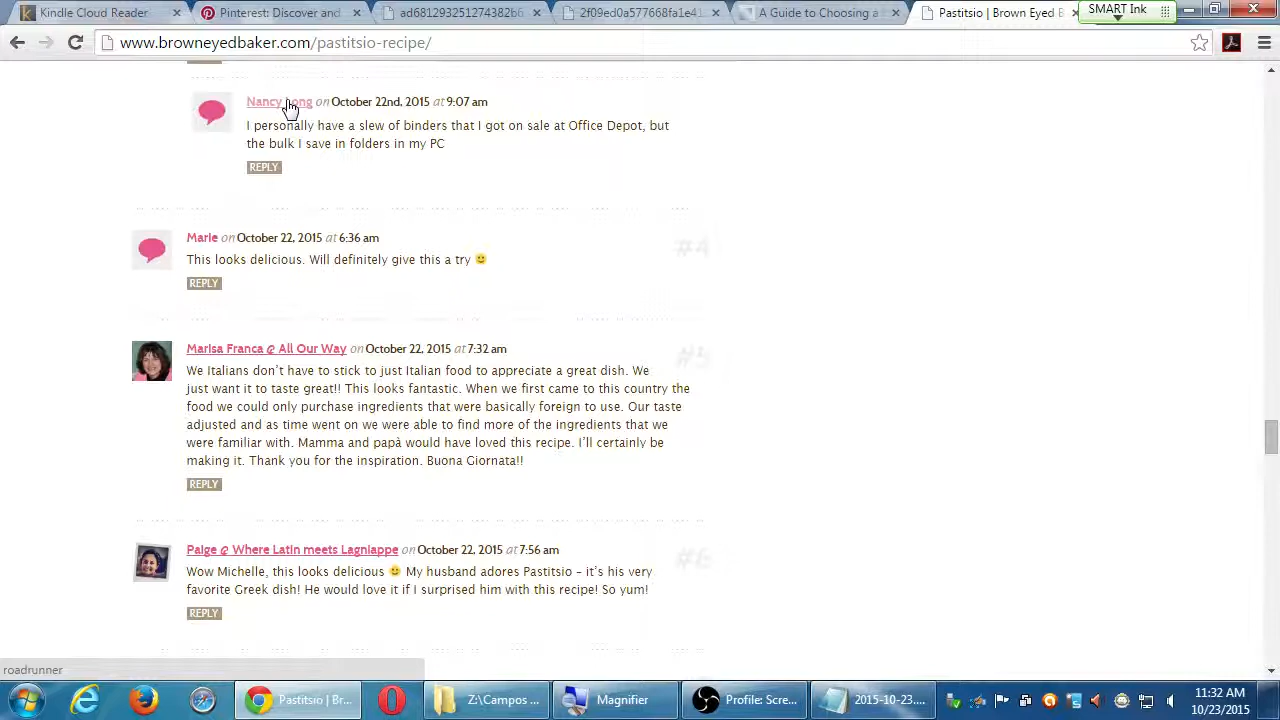 Kindle Cloud Reader
Pinterest: Discover and
ad681293251274382b6
2f09ed0a577668fa1e41
A Guide to Choosing a
Pastitsio | Brown Eyed B
SMART Ink
www.browneyedbaker.com/pastitsio-recipe/
Nancy Long on October 22nd, 2015 at 9:07 am
I personally have a slew of binders that I got on sale at Office Depot, but
the bulk I save in folders in my PC
REPLY
Marie on October 22, 2015 at 6:36 am
#4
This looks delicious. Will definitely give this a try
REPLY
Marisa Franca @ All Our Way on October 22, 2015 at 7:32 am
#5
We Italians don't have to stick to just Italian food to appreciate a great dish. We
just want it to taste great!! This looks fantastic. When we first came to this country the
food we could only purchase ingredients that were basically foreign to use. Our taste
adjusted and as time went on we were able to find more of the ingredients that we
were familiar with. Mamma and papà would have loved this recipe. I'll certainly be
making it. Thank you for the inspiration. Buona Giornata!!
REPLY
Paige @ Where Latin meets Lagniappe on October 22, 2015 at 7:56 am
#6
Wow Michelle, this looks delicious My husband adores Pastitsio – it's his very
favorite Greek dish! He would love it if I surprised him with this recipe! So yum!
REPLY
roadrunner
Pastitsio | Br...
Z:\Campos ...
Magnifier
Profile: Scre...
2015-10-23....
11:32 AM
10/23/2015